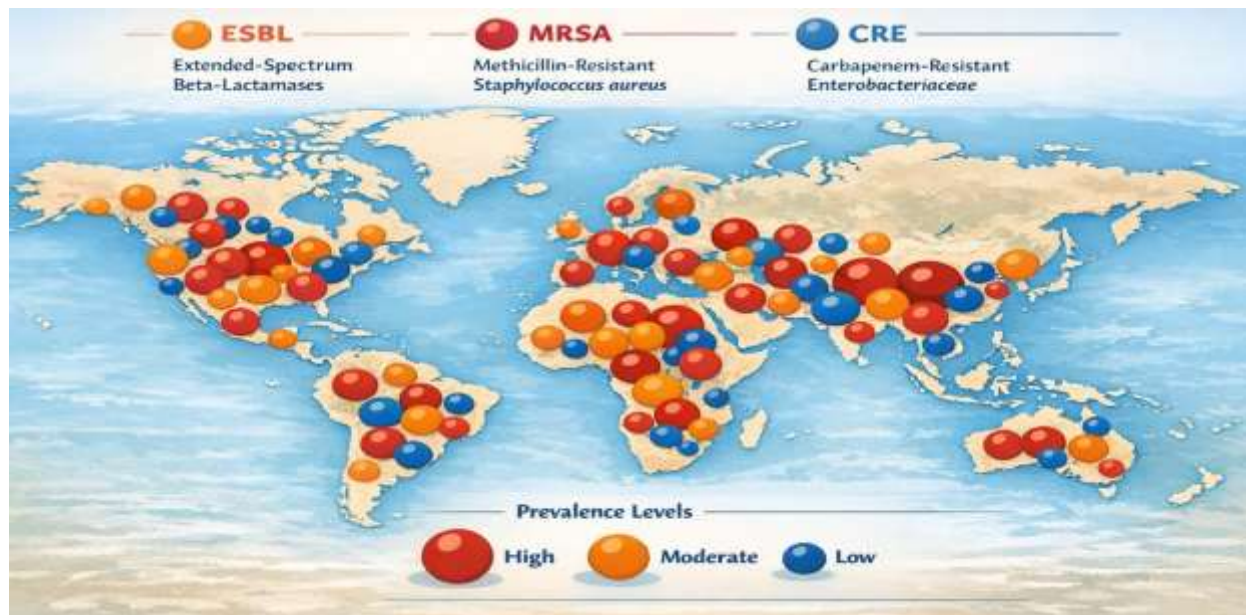 ESBL
Extended-Spectrum
Beta-Lactamases
MRSA
Methicillin-Resistant
Staphylococcus aureus
CRE
Carbapenem-Resistant
Enterobacteriaceae
Prevalence Levels
High
Moderate
Low